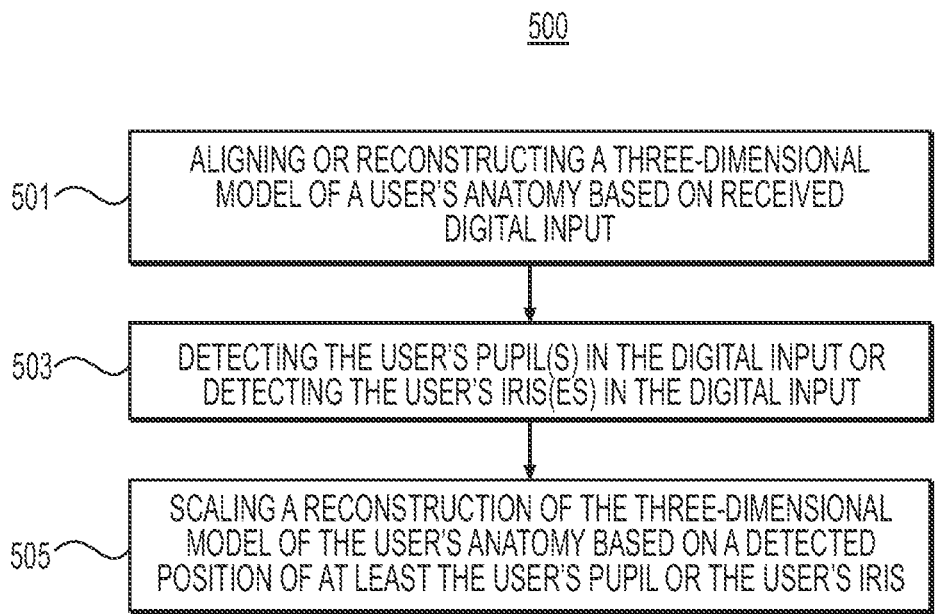 500
ALIGNING OR RECONSTRUCTING A THREE-DIMENSIONAL
MODEL OF A USER'S ANATOMY BASED ON RECEIVED
DIGITAL INPUT
501
DETECTING THE USER'S PUPIL(S) IN THE DIGITAL INPUT OR
DETECTING THE USER'S IRIS(ES) IN THE DIGITAL INPUT
503
SCALING A RECONSTRUCTION OF THE THREE-DIMENSIONAL
MODEL OF THE USER'S ANATOMY BASED ON A DETECTED
POSITION OF AT LEAST THE USER'S PUPIL OR THE USER'S IRIS
505